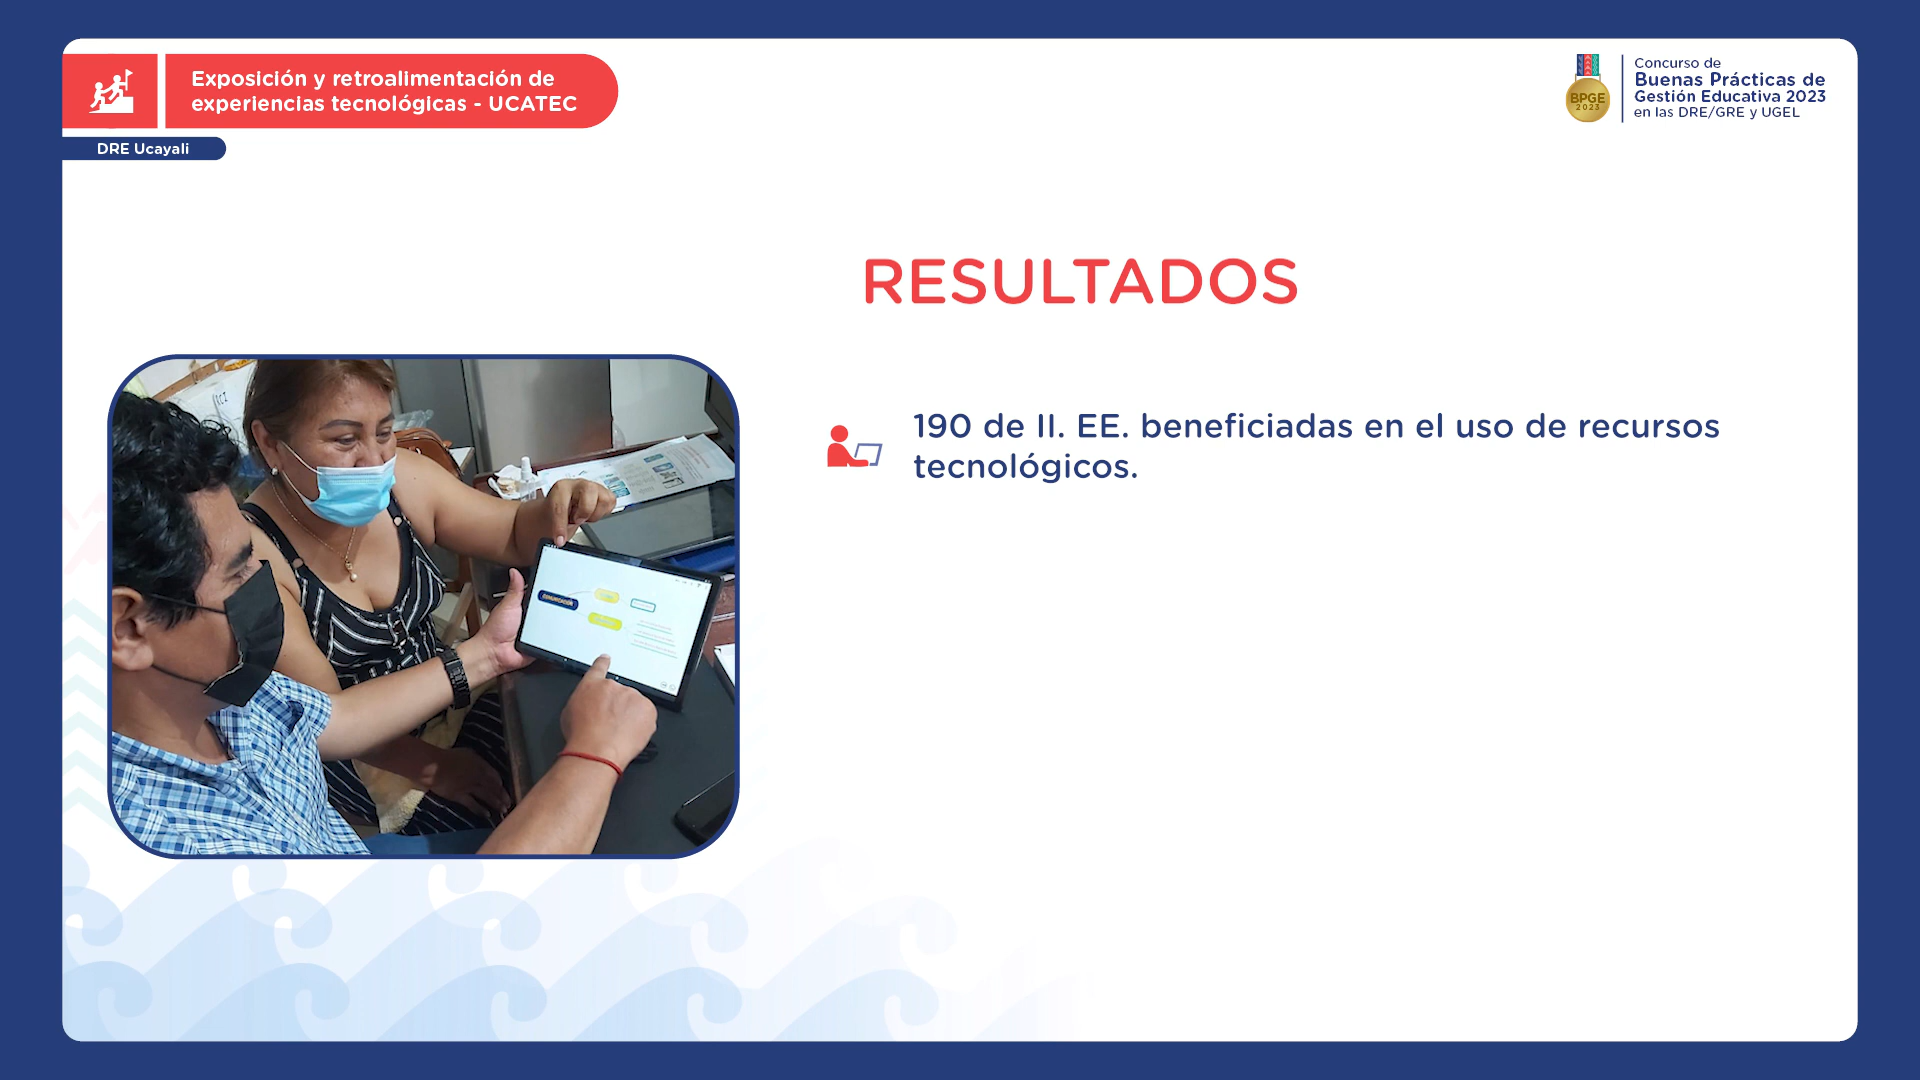 Exposición y retroalimentación de
experiencias tecnológicas - UCATEC
DRE Ucayali
BPGE
2023
Concurso de
Buenas Prácticas de
Gestión Educativa 2023
en las DRE/GRE y UGEL
RESULTADOS
190 de II. EE. beneficiadas en el uso de recursos
tecnológicos.